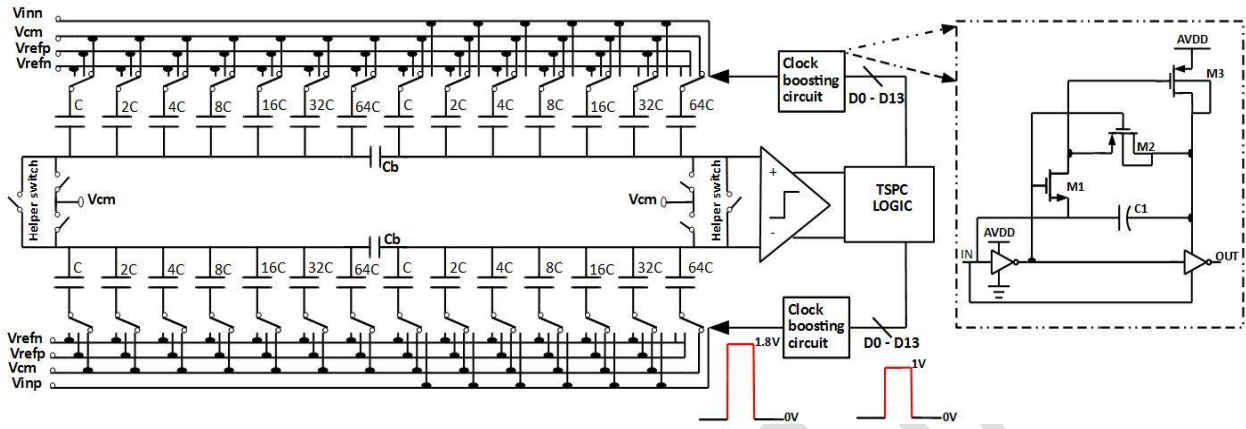 Vinn
Vcm
Vrefp
Vrefn
C 2C 4C 8C 16C 32C 64C C 2C 4C 8C 16C 32C 64C
Clock boosting circuit
D0 - D13
Helper switch
Vcm
Cb
Vcm
Helper switch
+
-
TSPC LOGIC
Cb
C 2C 4C 8C 16C 32C 64C C 2C 4C 8C 16C 32C 64C
Vrefn
Vrefp
Vcm
Vinp
Clock boosting circuit
D0 - D13
1.8V
0V
1V
0V
AVDD
M3
M2
M1
C1
AVDD
IN
OUT